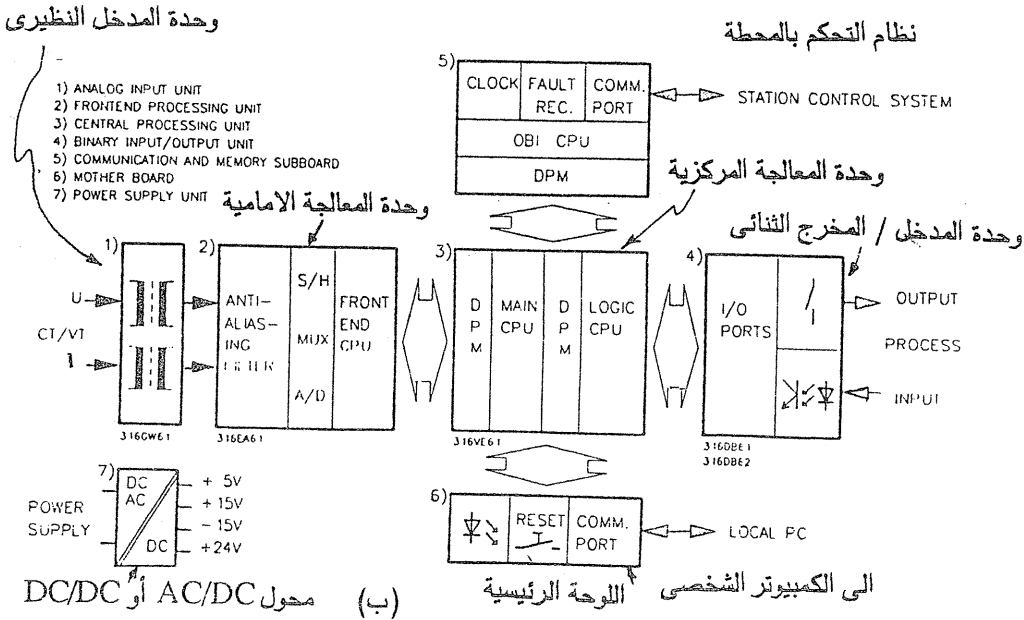 وحدة المدخل النظيرى
نظام التحكم بالمحطة
1) ANALOG INPUT UNIT
2) FRONTEND PROCESSING UNIT
3) CENTRAL PROCESSING UNIT
4) BINARY INPUT/OUTPUT UNIT
5) COMMUNICATION AND MEMORY SUBBOARD
6) MOTHER BOARD
7) POWER SUPPLY UNIT
5)
CLOCK
FAULT REC.
COMM. PORT
STATION CONTROL SYSTEM
OBI CPU
DPM
وحدة المعالجة المركزية
وحدة المعالجة الامامية
وحدة المدخل / المخرج الثنائى
1)
U
CT/VT
I
316GW61
2)
ANTI-
ALIAS-
ING
FILTER
S/H
MUX
A/D
FRONT
END
CPU
316EA61
3)
D
P
M
MAIN
CPU
D
P
M
LOGIC
CPU
316VE61
4)
I/O
PORTS
OUTPUT
PROCESS
INPUT
316DBE1
316DBE2
7)
POWER
SUPPLY
DC
AC
DC
+ 5V
+ 15V
- 15V
+24V
6)
RESET
COMM.
PORT
LOCAL PC
الى الكمبيوتر الشخصى
اللوحة الرئيسية
(ب)
محول AC/DC أو DC/DC